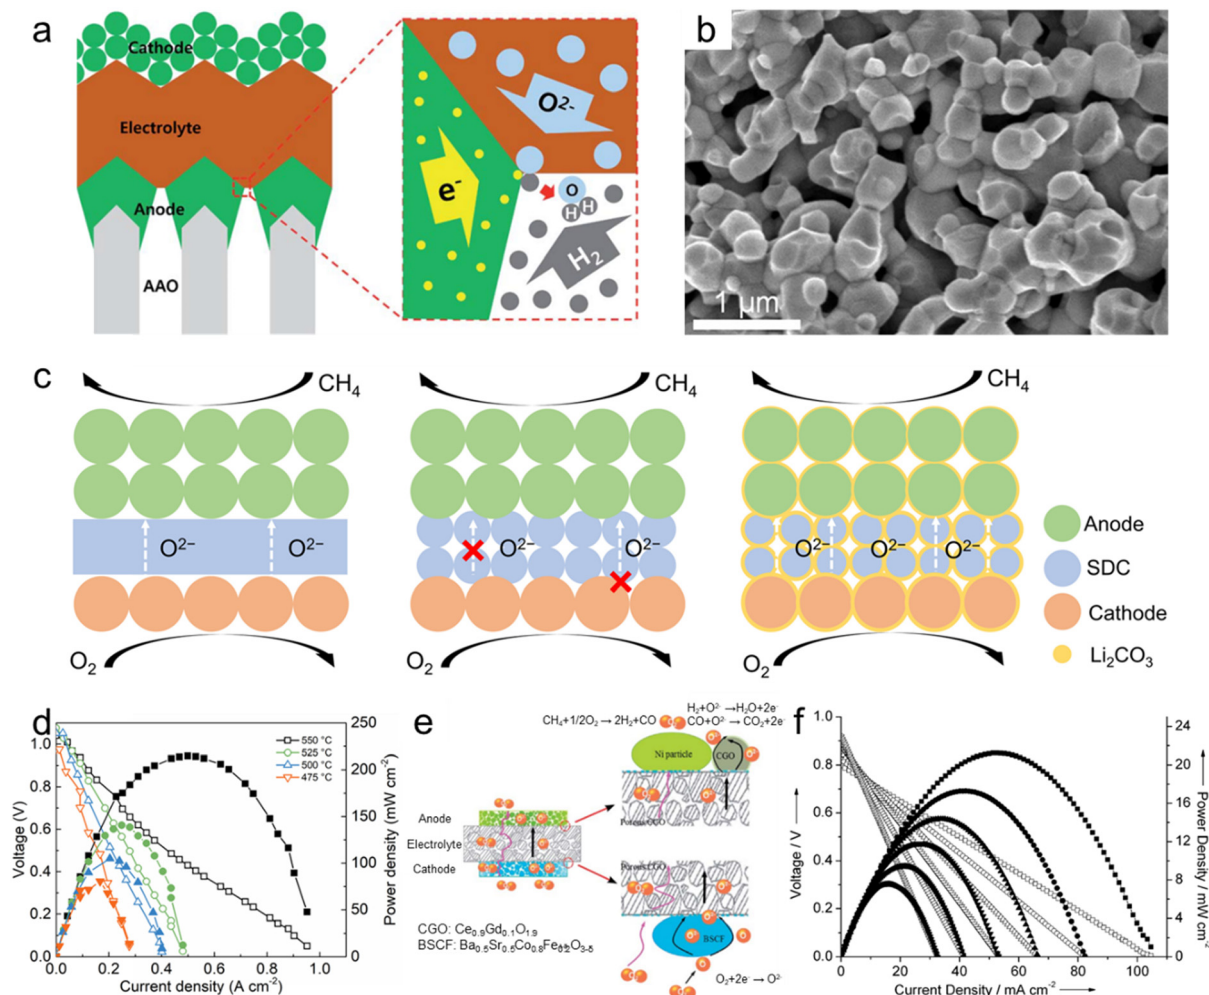 a
Cathode
Electrolyte
Anode
AAO
O2-
e-
O
H H
H2
b
1 μm
c
CH4
CH4
CH4
O2–
O2–
O2–
O2–
O2–
O2–
O2–
O2
O2
O2
Anode
SDC
Cathode
Li2CO3
d
550 °C
525 °C
500 °C
475 °C
Voltage (V)
1.0
0.8
0.6
0.4
0.2
0.0
250
200
150
100
50
0
Power density (mW cm-2)
0.0 0.2 0.4 0.6 0.8 1.0
Current density (A cm-2)
e
H2+O2- →H2O+2e-
CH4+1/2O2 → 2H2+CO
CO+O2- → CO2+2e-
Ni particle
CGO
Anode
Electrolyte
Cathode
BSCF
CGO: Ce0.9Gd0.1O1.9
BSCF: Ba0.5Sr0.5Co0.8Fe0.2O3-δ
O2+2e- → O2-
f
Voltage / V
1.0
0.8
0.6
0.4
0.2
0.0
24
20
16
12
8
4
0
Power Density / mW cm-2
0 20 40 60 80 100
Current Density / mA cm-2